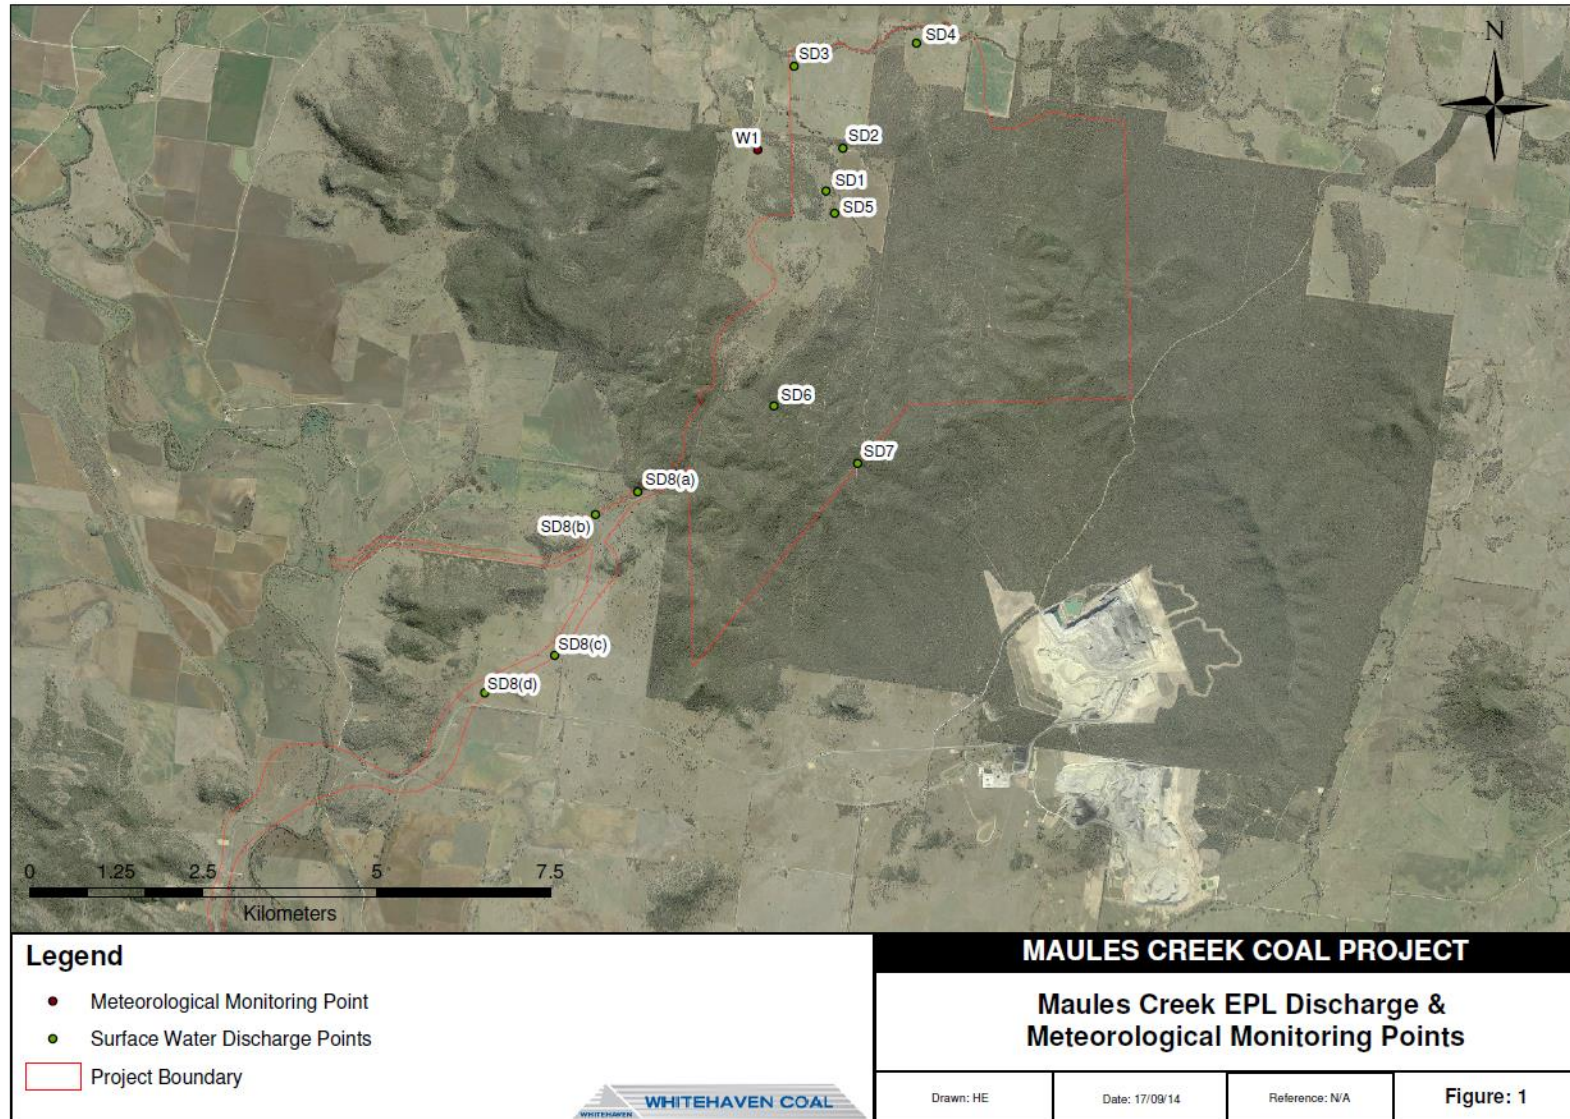 N
SD4
SD3
W1
SD2
SD1
SD5
SD6
SD7
SD8(a)
SD8(b)
SD8(c)
SD8(d)
0 1.25 2.5 5 7.5
Kilometers
Legend
Meteorological Monitoring Point
Surface Water Discharge Points
Project Boundary
WHITEHAVEN WHITEHAVEN COAL
MAULES CREEK COAL PROJECT
Maules Creek EPL Discharge &
Meteorological Monitoring Points
Drawn: HE Date: 17/09/14 Reference: N/A Figure: 1